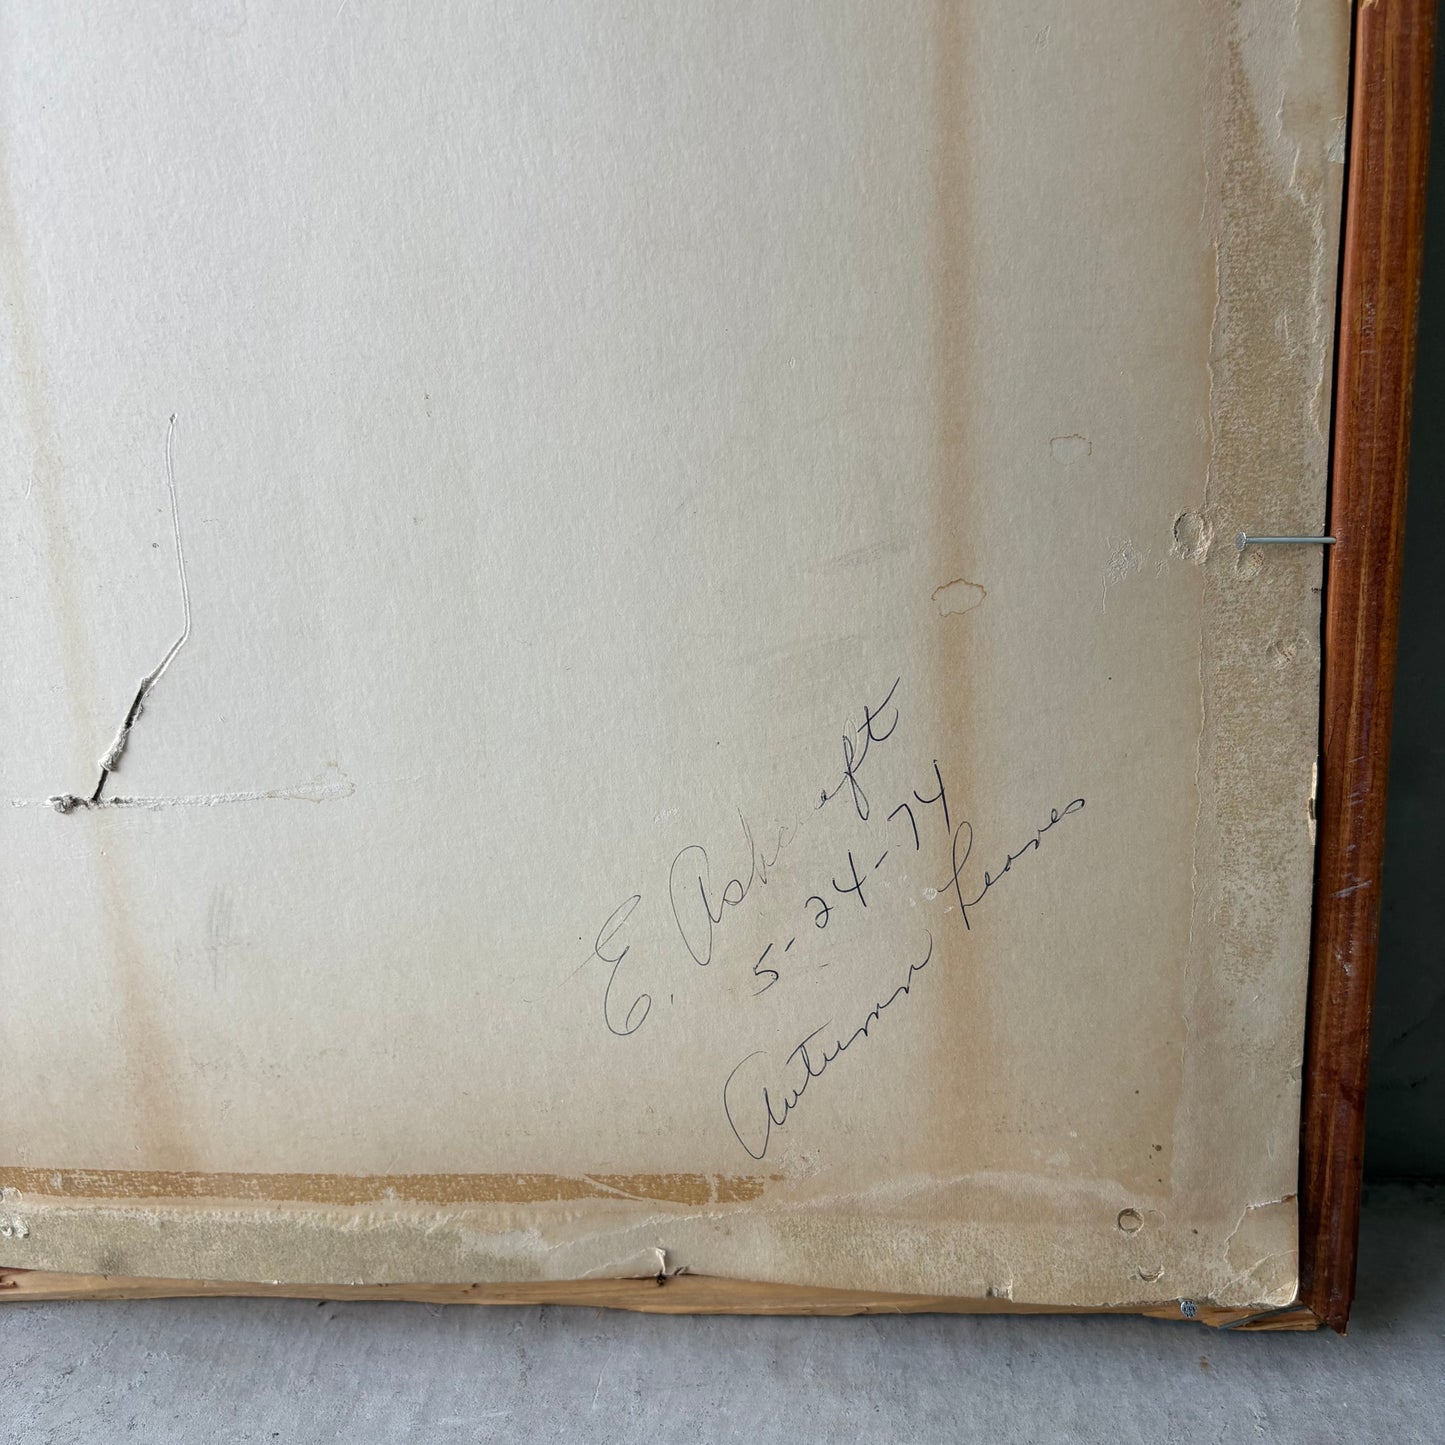 E. Ashcraft
5-24-74
Autumn Leaves